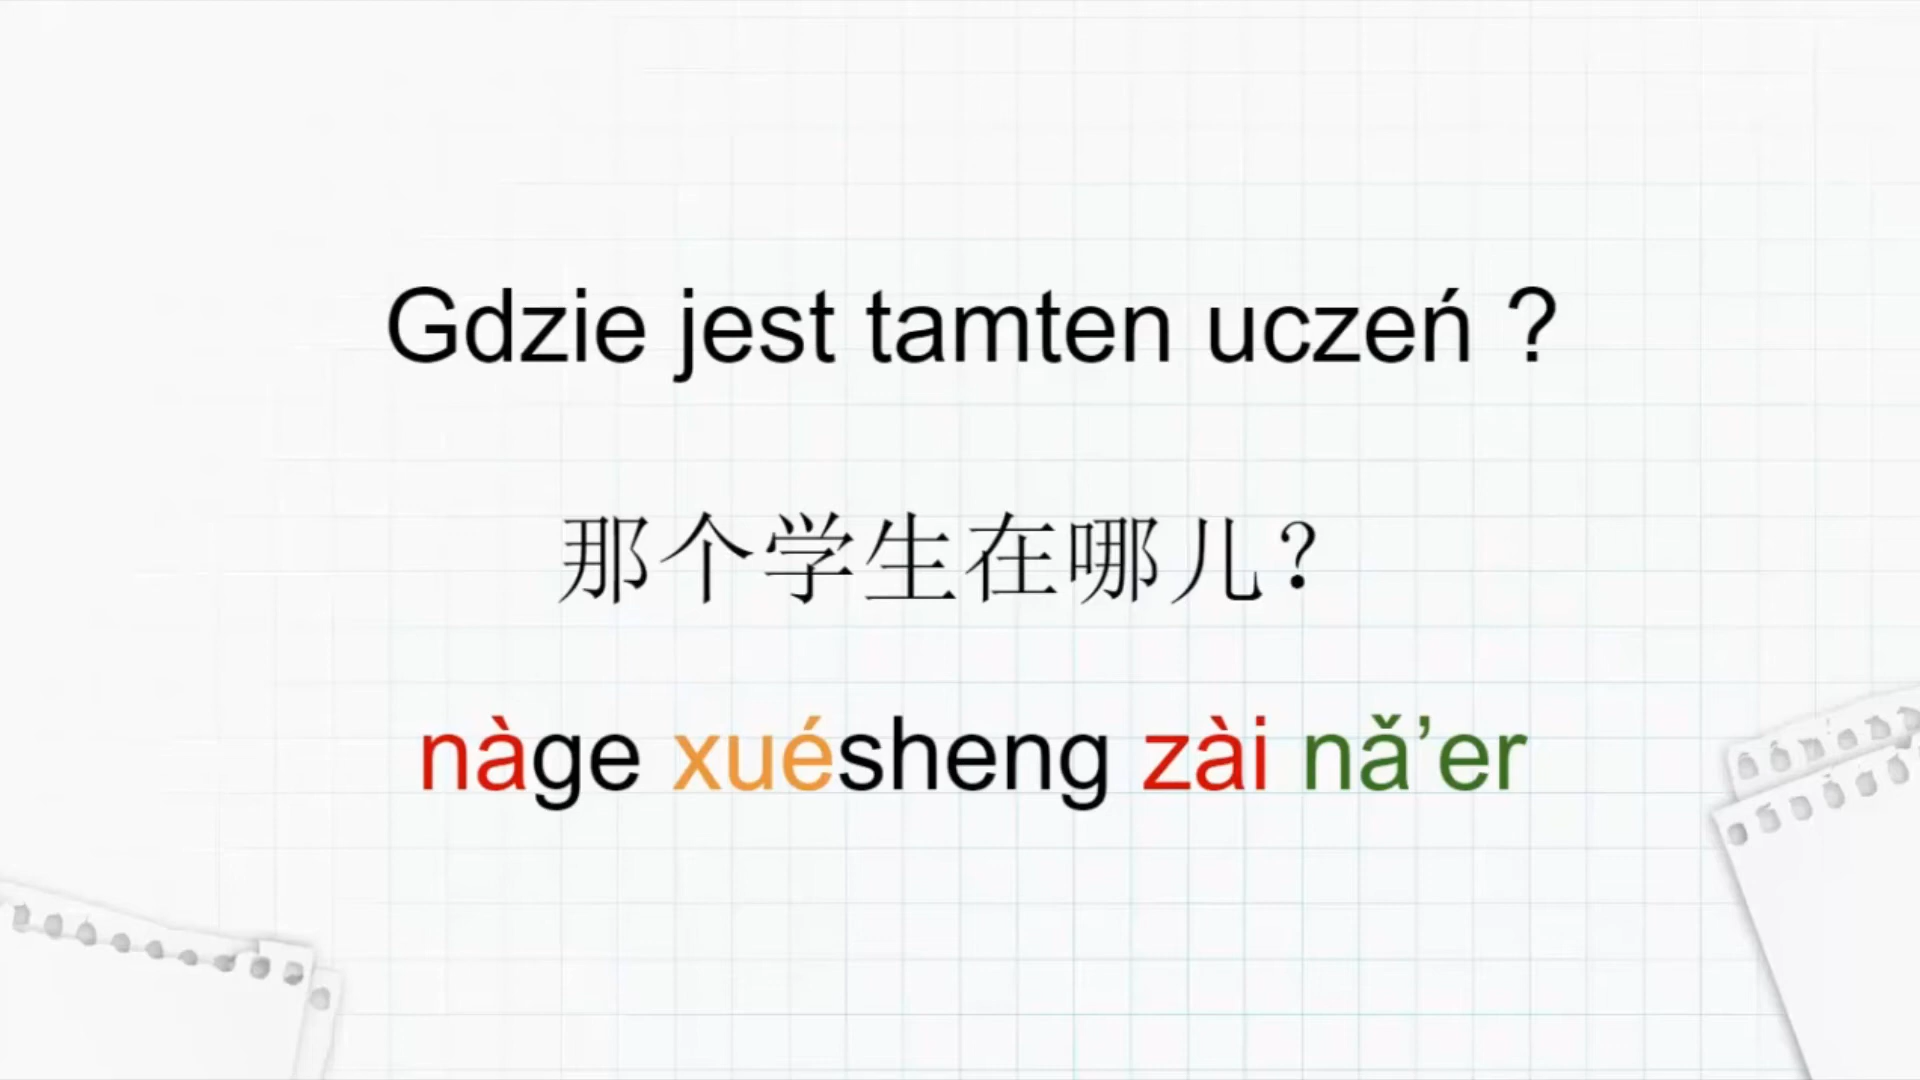 Gdzie jest tamten uczeń ?
那个学生在哪儿？
nàge xuésheng zài nǎ’er